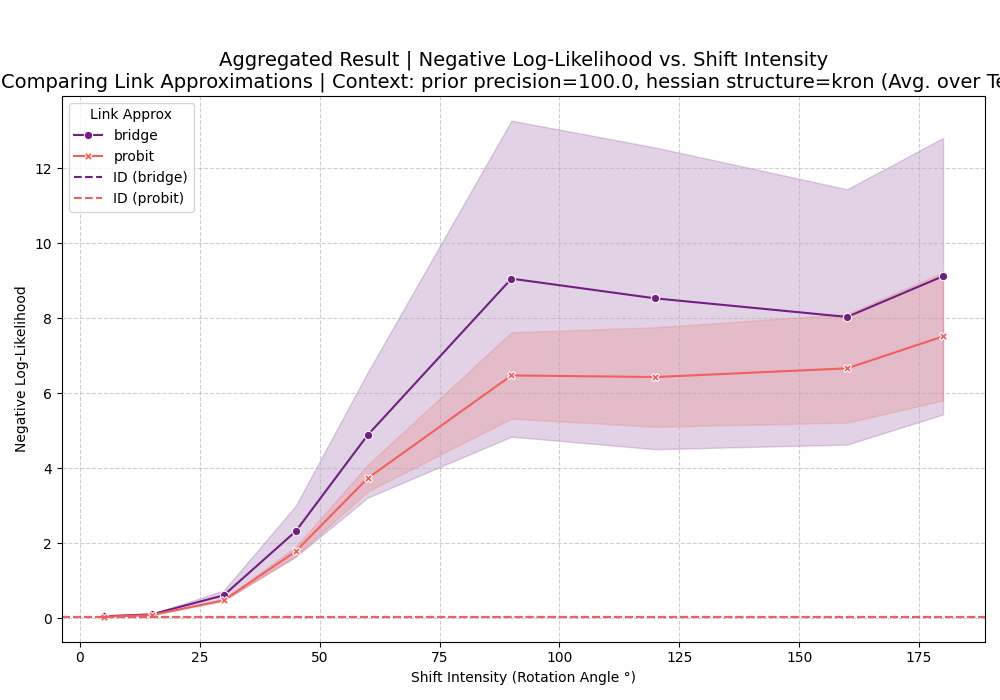 Aggregated Result | Negative Log-Likelihood vs. Shift Intensity
Comparing Link Approximations | Context: prior precision=100.0, hessian structure=kron (Avg. over Te
Link Approx
bridge
probit
ID (bridge)
ID (probit)
12
10
8
6
4
2
0
Negative Log-Likelihood
0 25 50 75 100 125 150 175
Shift Intensity (Rotation Angle °)